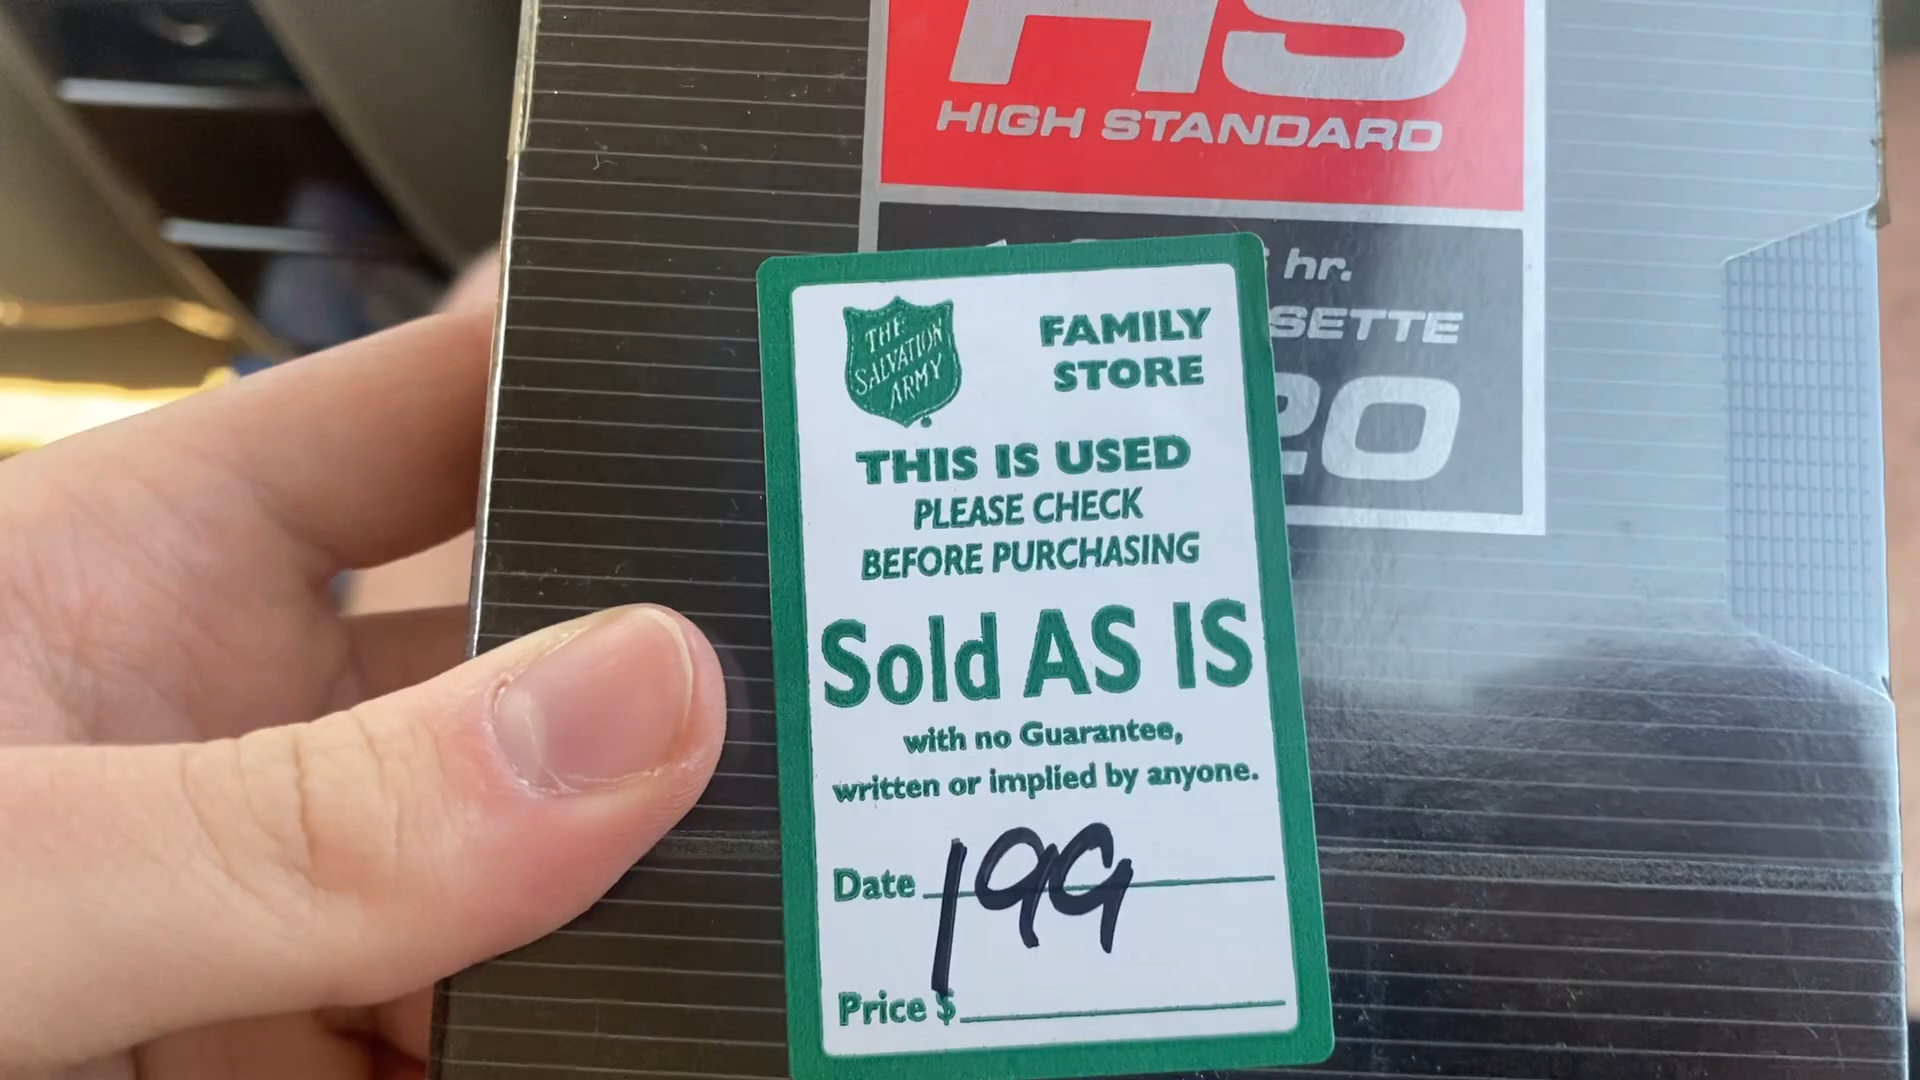 HS
HIGH STANDARD
hr.
THE
SALVATION
ARMY
FAMILY
STORE
THIS IS USED
PLEASE CHECK
BEFORE PURCHASING
Sold AS IS
with no Guarantee,
written or implied by anyone.
Date 199
Price $